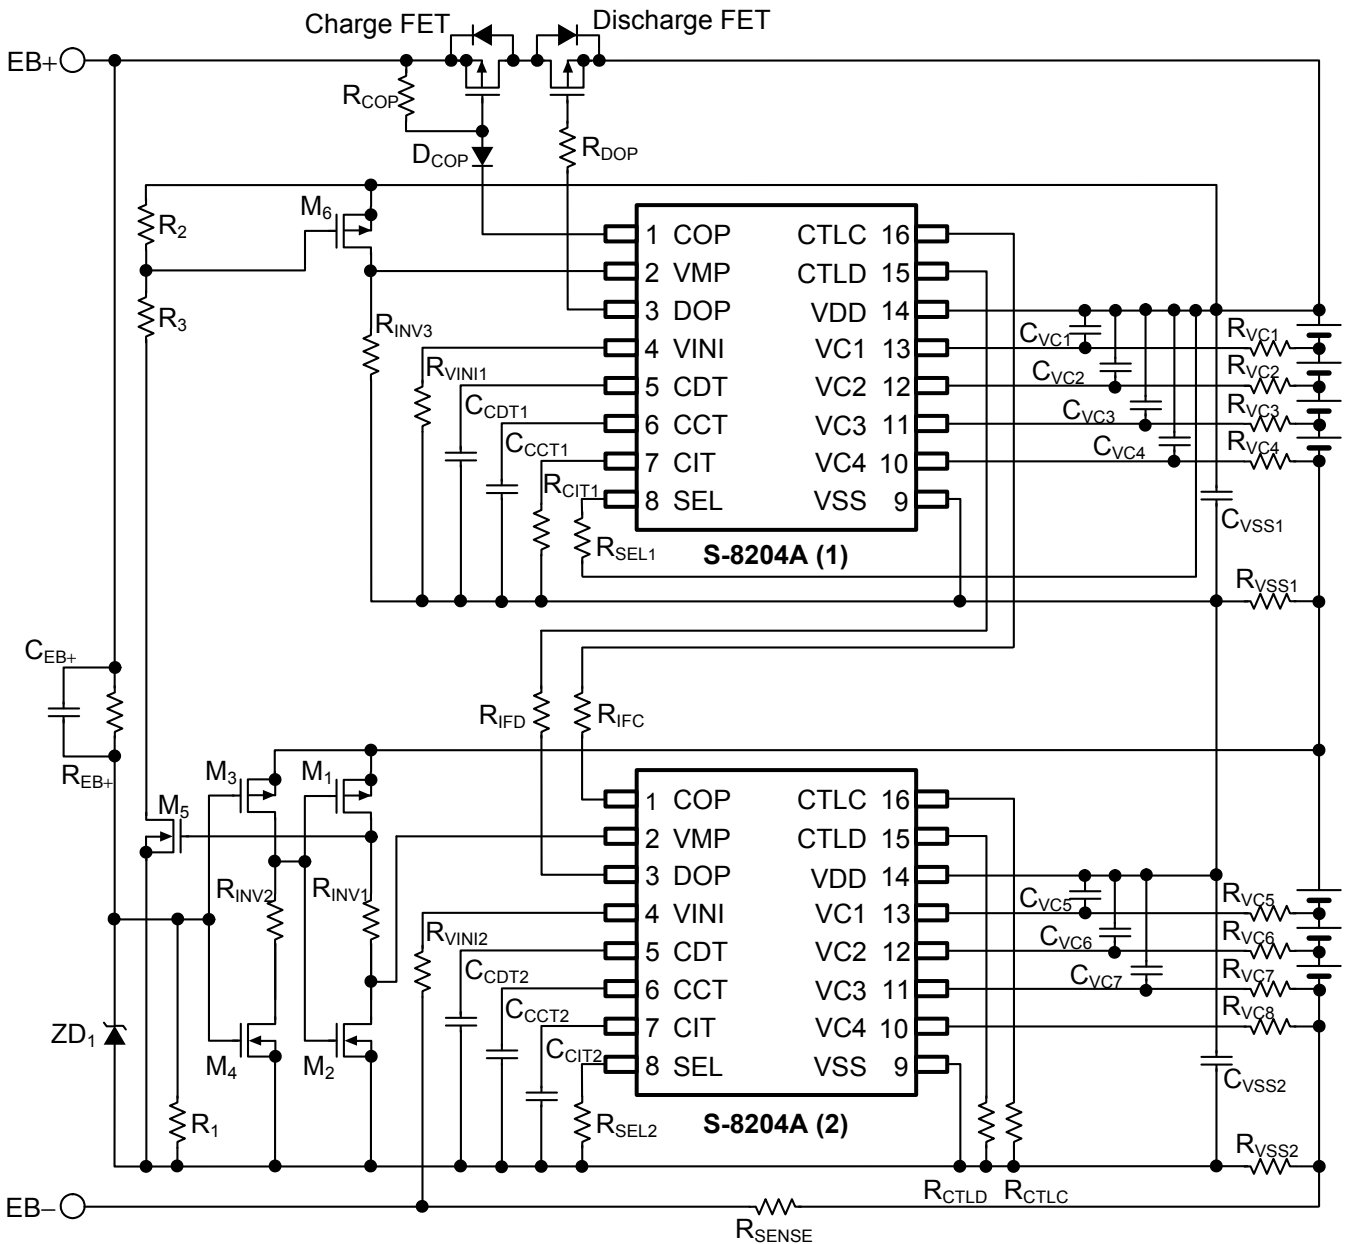 Charge FET
Discharge FET
EB+
RCOP
DCOP
RDOP
R2
M6
R3
RINV3
RVINI1
CCDT1
CCCT1
RCIT1
RSEL1
1 COP
2 VMP
3 DOP
4 VINI
5 CDT
6 CCT
7 CIT
8 SEL
CTLC 16
CTLD 15
VDD 14
VC1 13
VC2 12
VC3 11
VC4 10
VSS 9
S-8204A (1)
CVC1
CVC2
CVC3
CVC4
RVC1
RVC2
RVC3
RVC4
CVSS1
RVSS1
CEB+
REB+
RIFD
RIFC
M3
M1
M5
RINV2
RINV1
RVINI2
CCDT2
CCCT2
CCIT2
RSEL2
ZD1
M4
M2
R1
1 COP
2 VMP
3 DOP
4 VINI
5 CDT
6 CCT
7 CIT
8 SEL
CTLC 16
CTLD 15
VDD 14
VC1 13
VC2 12
VC3 11
VC4 10
VSS 9
S-8204A (2)
CVC5
CVC6
CVC7
RVC5
RVC6
RVC7
RVC8
CVSS2
RVSS2
RCTLD
RCTLC
EB−
RSENSE